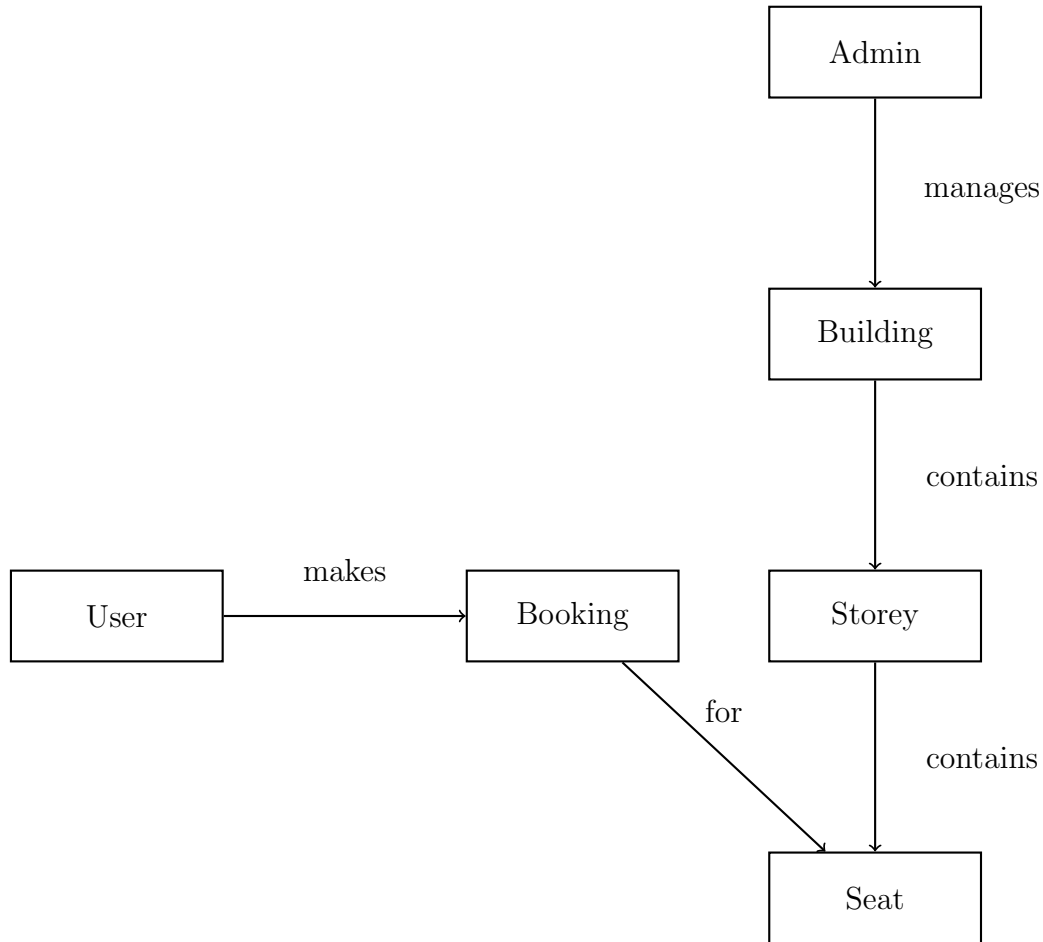 Admin
manages
Building
contains
User
makes
Booking
Storey
for
contains
Seat